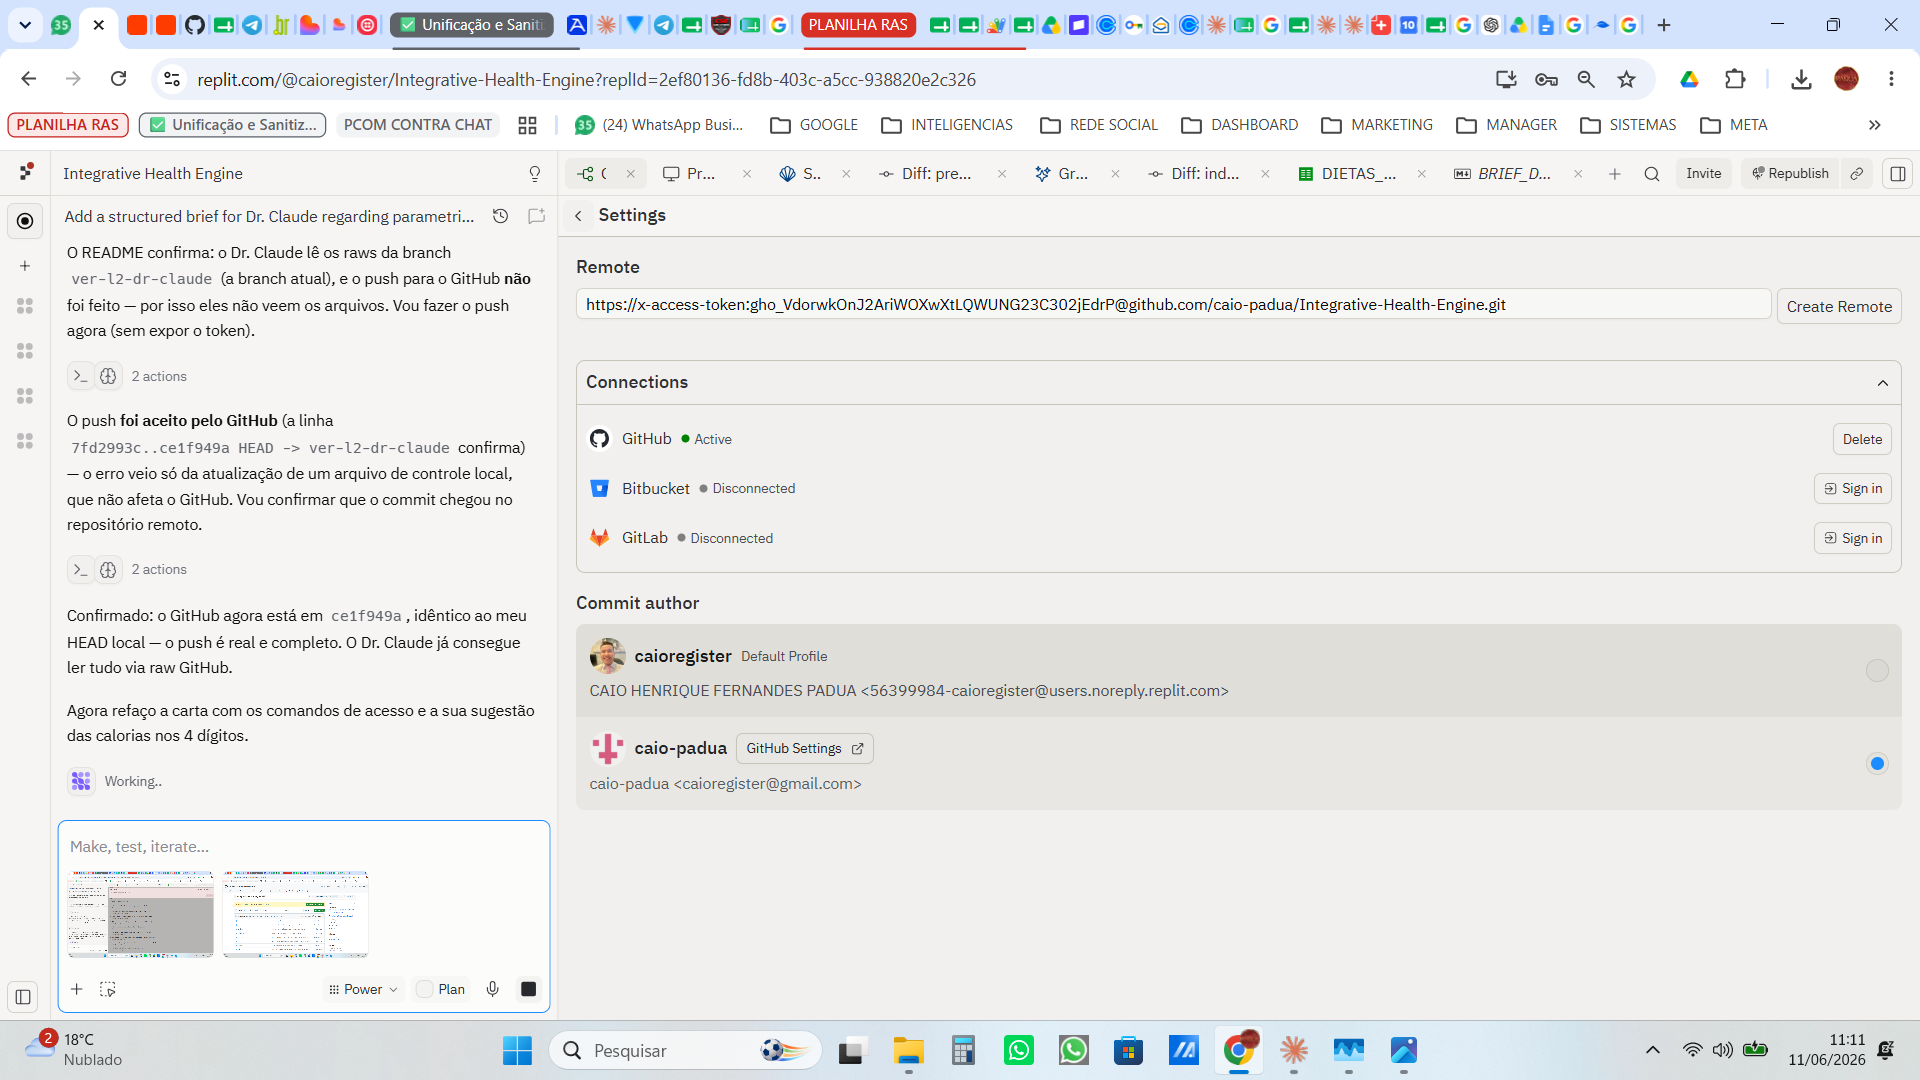 35
Unificação e Saniti
PLANILHA RAS
10
replit.com/@caioregister/Integrative-Health-Engine?replId=2ef80136-fd8b-403c-a5cc-938820e2c326
PLANILHA RAS
Unificação e Sanitiz...
PCOM CONTRA CHAT
35
(24) WhatsApp Busi...
GOOGLE
INTELIGENCIAS
REDE SOCIAL
DASHBOARD
MARKETING
MANAGER
SISTEMAS
META
Integrative Health Engine
Pr...
S..
Diff: pre...
Gr...
Diff: ind...
DIETAS_...
BRIEF_D...
Invite
Republish
Add a structured brief for Dr. Claude regarding parametri...
O README confirma: o Dr. Claude lê os raws da branch
ver-l2-dr-claude (a branch atual), e o push para o GitHub não
foi feito — por isso eles não veem os arquivos. Vou fazer o push
agora (sem expor o token).
2 actions
O push foi aceito pelo GitHub (a linha
7fd2993c..ce1f949a HEAD -> ver-l2-dr-claude confirma)
— o erro veio só da atualização de um arquivo de controle local,
que não afeta o GitHub. Vou confirmar que o commit chegou no
repositório remoto.
2 actions
Confirmado: o GitHub agora está em ce1f949a, idêntico ao meu
HEAD local — o push é real e completo. O Dr. Claude já consegue
ler tudo via raw GitHub.
Agora refaço a carta com os comandos de acesso e a sua sugestão
das calorias nos 4 dígitos.
Working..
Make, test, iterate...
Power
Plan
Settings
Remote
https://x-access-token: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@github.com/caio-padua/Integrative-Health-Engine.git
Create Remote
Connections
GitHub
Active
Delete
Bitbucket
Disconnected
Sign in
GitLab
Disconnected
Sign in
Commit author
caioregister
Default Profile
CAIO HENRIQUE FERNANDES PADUA <56399984-caioregister@users.noreply.replit.com>
caio-padua
GitHub Settings
caio-padua <caioregister@gmail.com>
2
18°C
Nublado
Pesquisar
11:11
11/06/2026